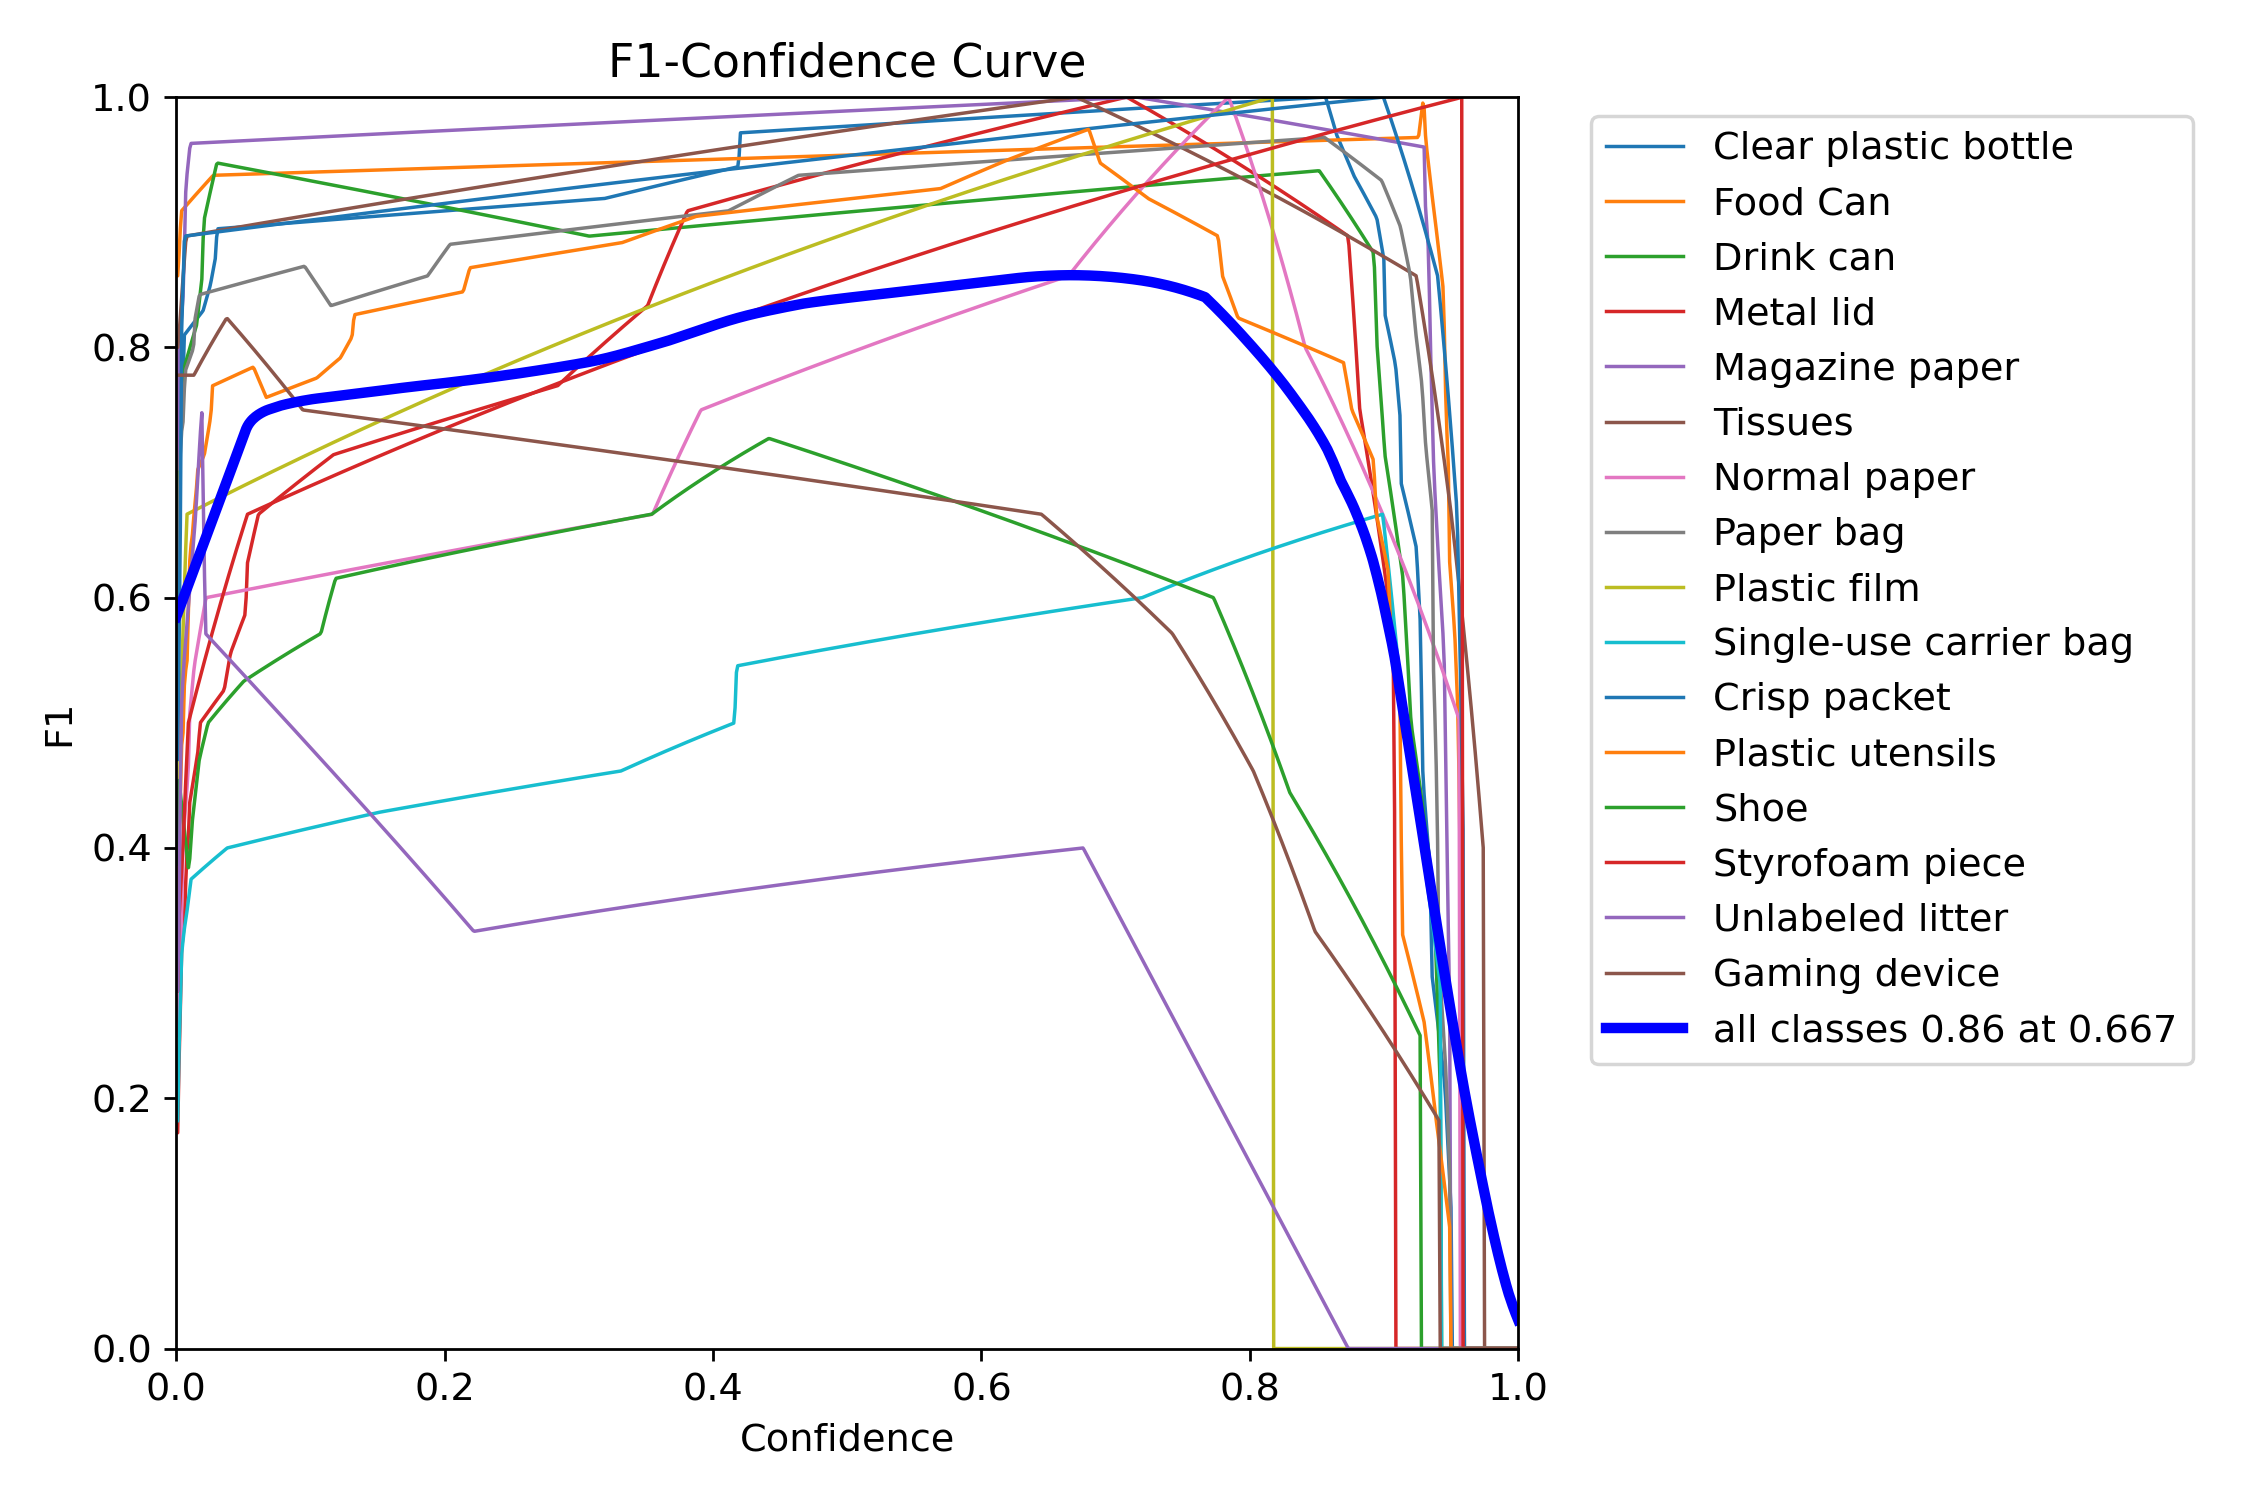 F1-Confidence Curve
1.0
0.8
0.6
0.4
0.2
0.0
F1
0.0 0.2 0.4 0.6 0.8 1.0
Confidence
Clear plastic bottle
Food Can
Drink can
Metal lid
Magazine paper
Tissues
Normal paper
Paper bag
Plastic film
Single-use carrier bag
Crisp packet
Plastic utensils
Shoe
Styrofoam piece
Unlabeled litter
Gaming device
all classes 0.86 at 0.667